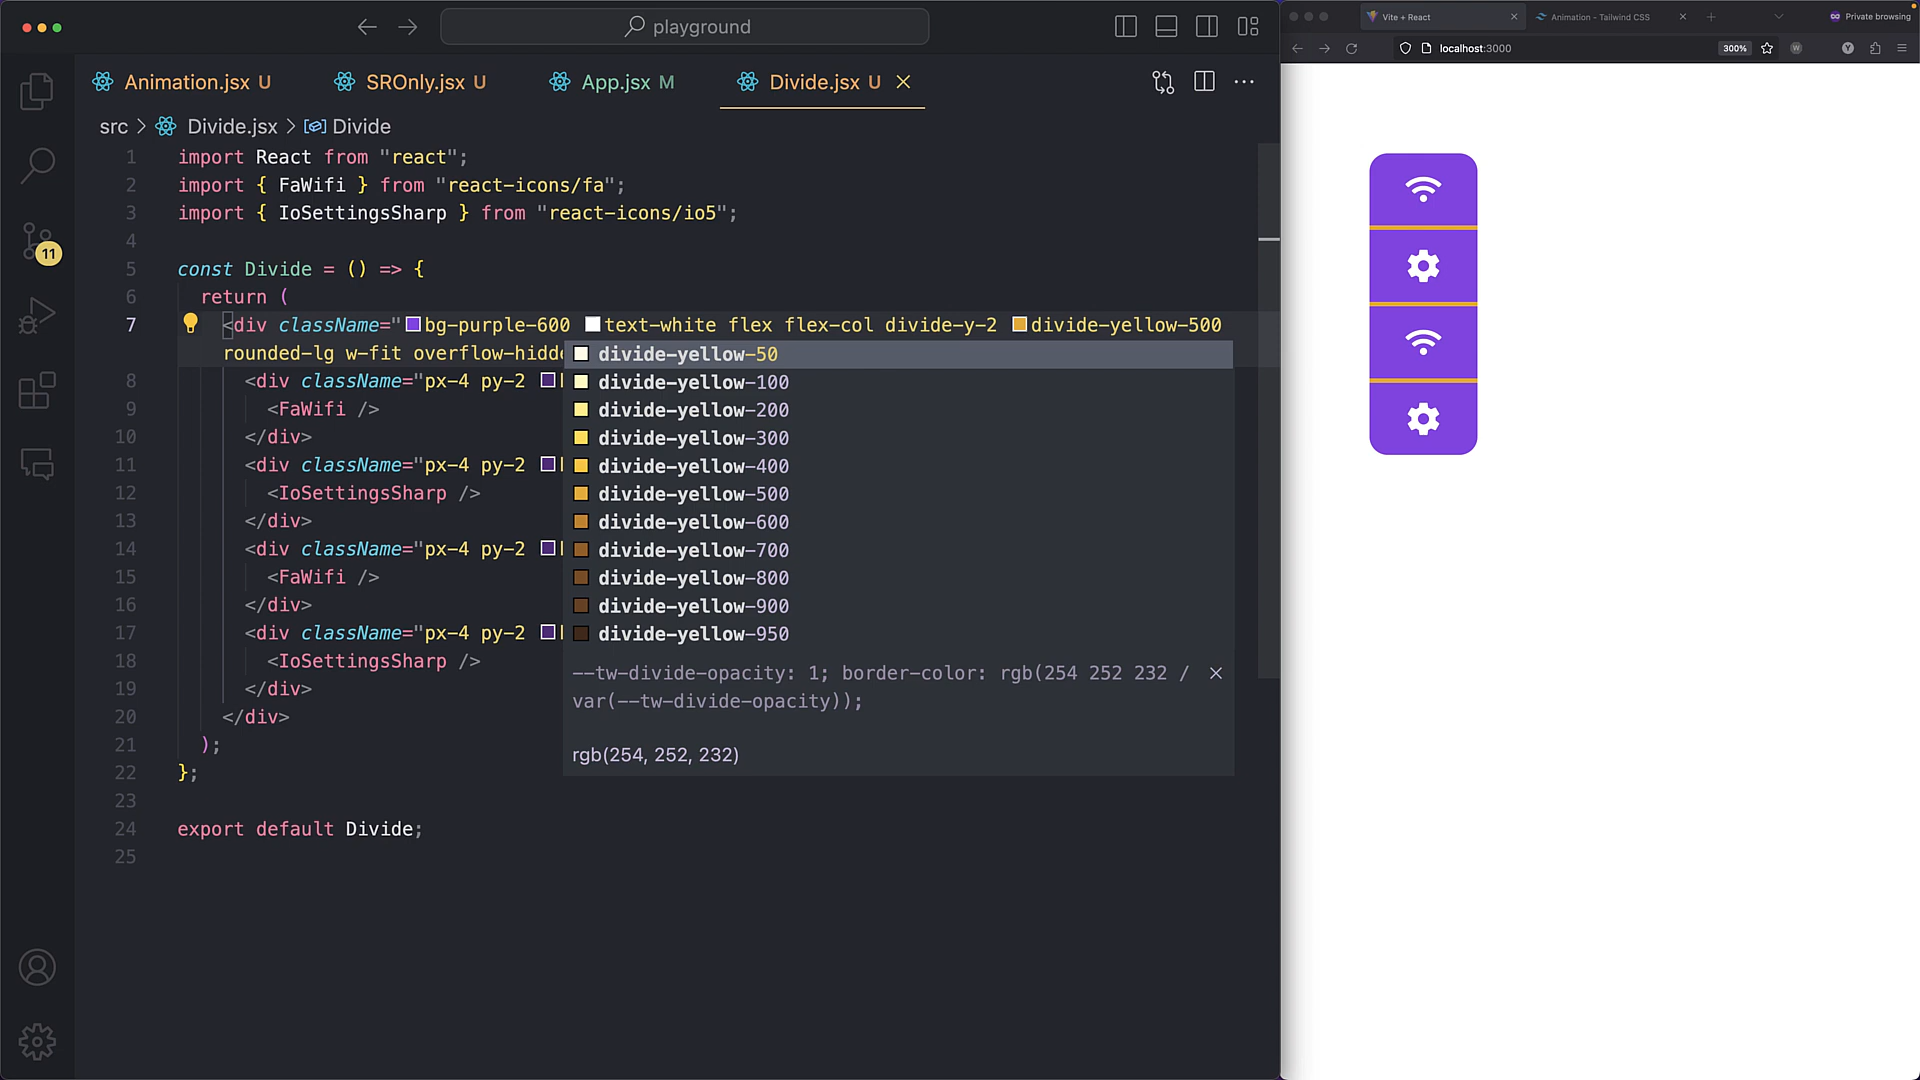 playground
Animation.jsx U
SROnly.jsx U
App.jsx M
Divide.jsx U
src > Divide.jsx > Divide
1 import React from "react";
2 import { FaWifi } from "react-icons/fa";
3 import { IoSettingsSharp } from "react-icons/io5";
4
5 const Divide = () => {
6 return (
7 <div className="bg-purple-600 text-white flex flex-col divide-y-2 divide-yellow-500
rounded-lg w-fit overflow-hidd
8 <div className="px-4 py-2
9 <FaWifi />
10 </div>
11 <div className="px-4 py-2
12 <IoSettingsSharp />
13 </div>
14 <div className="px-4 py-2
15 <FaWifi />
16 </div>
17 <div className="px-4 py-2
18 <IoSettingsSharp />
19 </div>
20 </div>
21 );
22 };
23
24 export default Divide;
25
divide-yellow-50
divide-yellow-100
divide-yellow-200
divide-yellow-300
divide-yellow-400
divide-yellow-500
divide-yellow-600
divide-yellow-700
divide-yellow-800
divide-yellow-900
divide-yellow-950
--tw-divide-opacity: 1; border-color: rgb(254 252 232 /
var(--tw-divide-opacity));
rgb(254, 252, 232)
11
Vite + React
Animation - Tailwind CSS
Private browsing
localhost:3000
300%
W
Y